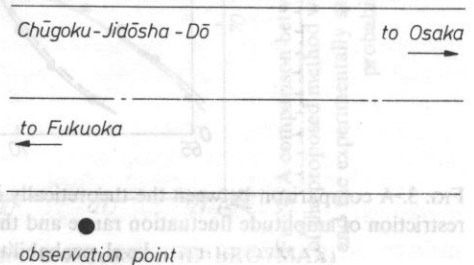 Chūgoku-Jidōsha-Dō
to Osaka
to Fukuoka
observation point